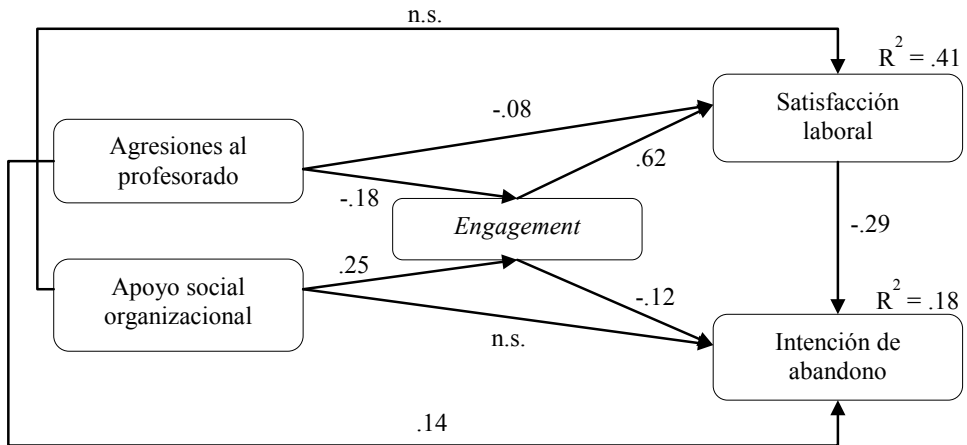 n.s.
R² = .41
Satisfacción
laboral
-.08
Agresiones al
profesorado
.62
-.18
Engagement
-.29
.25
Apoyo social
organizacional
-.12
R² = .18
n.s.
Intención de
abandono
.14